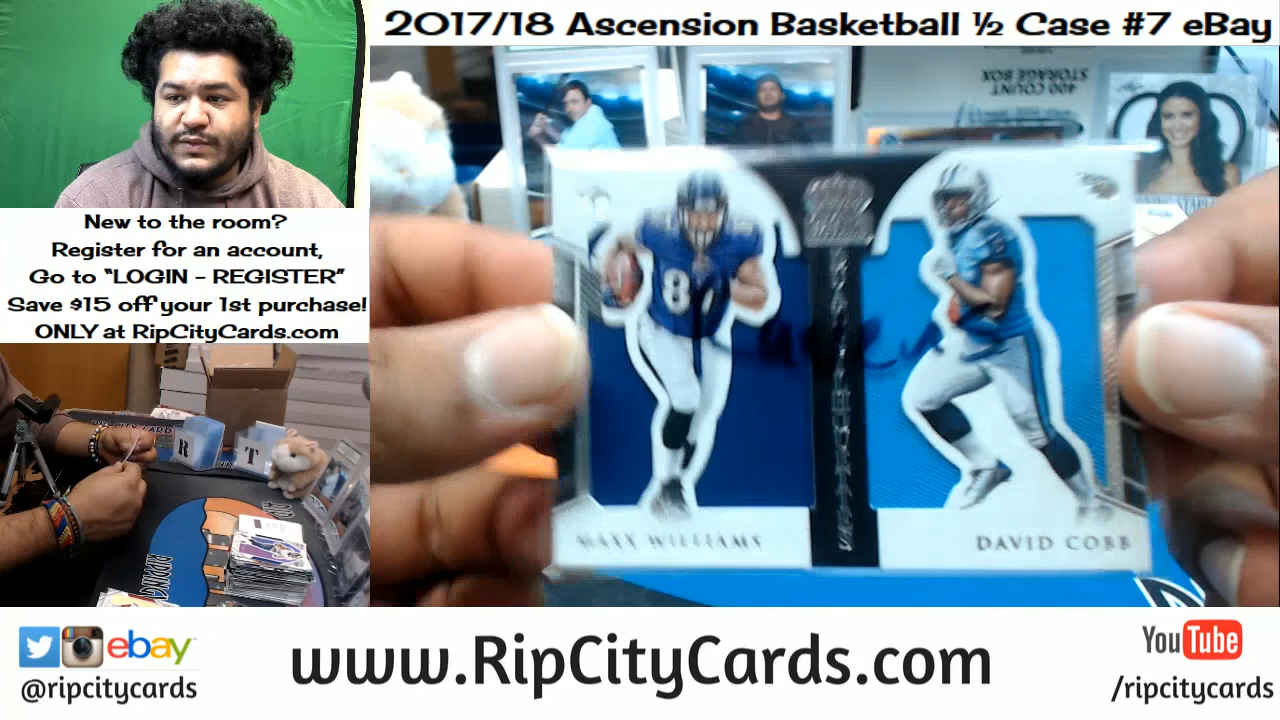 2017/18 Ascension Basketball ½ Case #7 eBay
400 COUNT
STORAGE BOX
New to the room?
Register for an account,
Go to “LOGIN - REGISTER”
Save $15 off your 1st purchase!
ONLY at RipCityCards.com
MAXX WILLIAMS
DAVID COBB
87
R
T
RIPPING
ebay
@ripcitycards
www.RipCityCards.com
YouTube
/ripcitycards